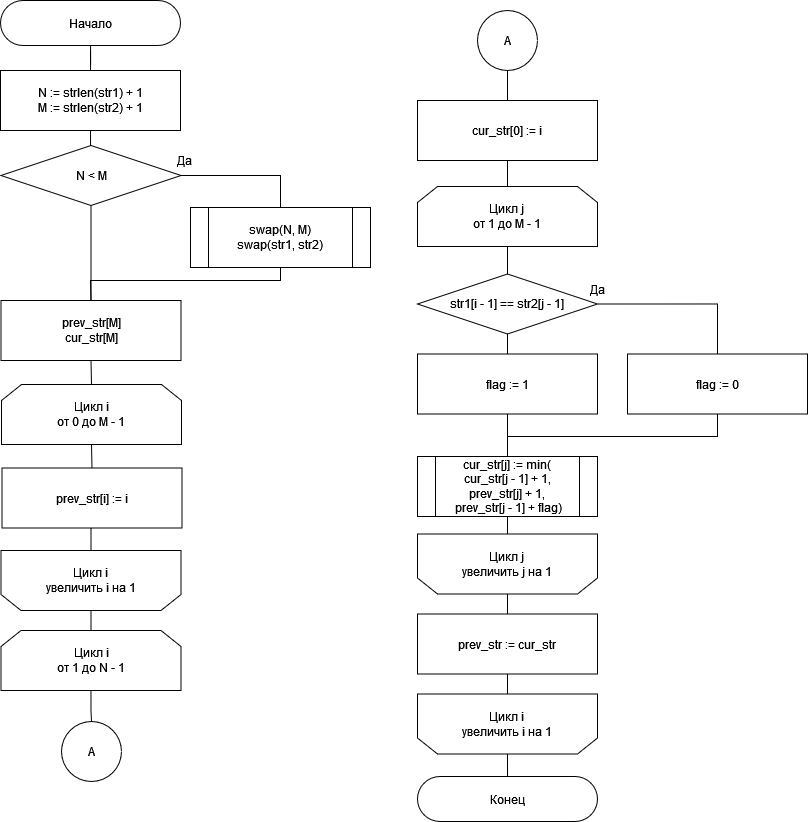 Начало
N := strlen(str1) + 1
M := strlen(str2) + 1
N < M
Да
swap(N, M)
swap(str1, str2)
prev_str[M]
cur_str[M]
Цикл i
от 0 до M - 1
prev_str[i] := i
Цикл i
увеличить i на 1
Цикл i
от 1 до N - 1
A
A
cur_str[0] := i
Цикл j
от 1 до M - 1
str1[i - 1] == str2[j - 1]
Да
flag := 1
flag := 0
cur_str[j] := min(
cur_str[j - 1] + 1,
prev_str[j] + 1,
prev_str[j - 1] + flag)
Цикл j
увеличить j на 1
prev_str := cur_str
Цикл i
увеличить i на 1
Конец